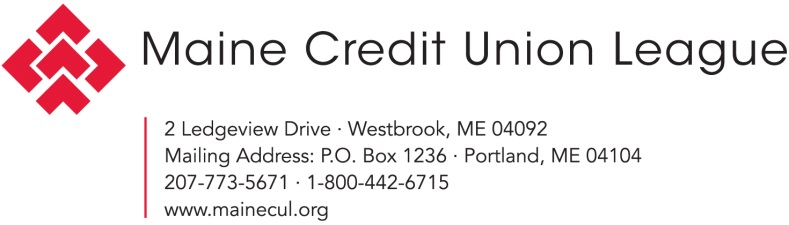 Maine Credit Union League
2 Ledgeview Drive · Westbrook, ME 04092
Mailing Address: P.O. Box 1236 · Portland, ME 04104
207-773-5671 · 1-800-442-6715
www.mainecul.org